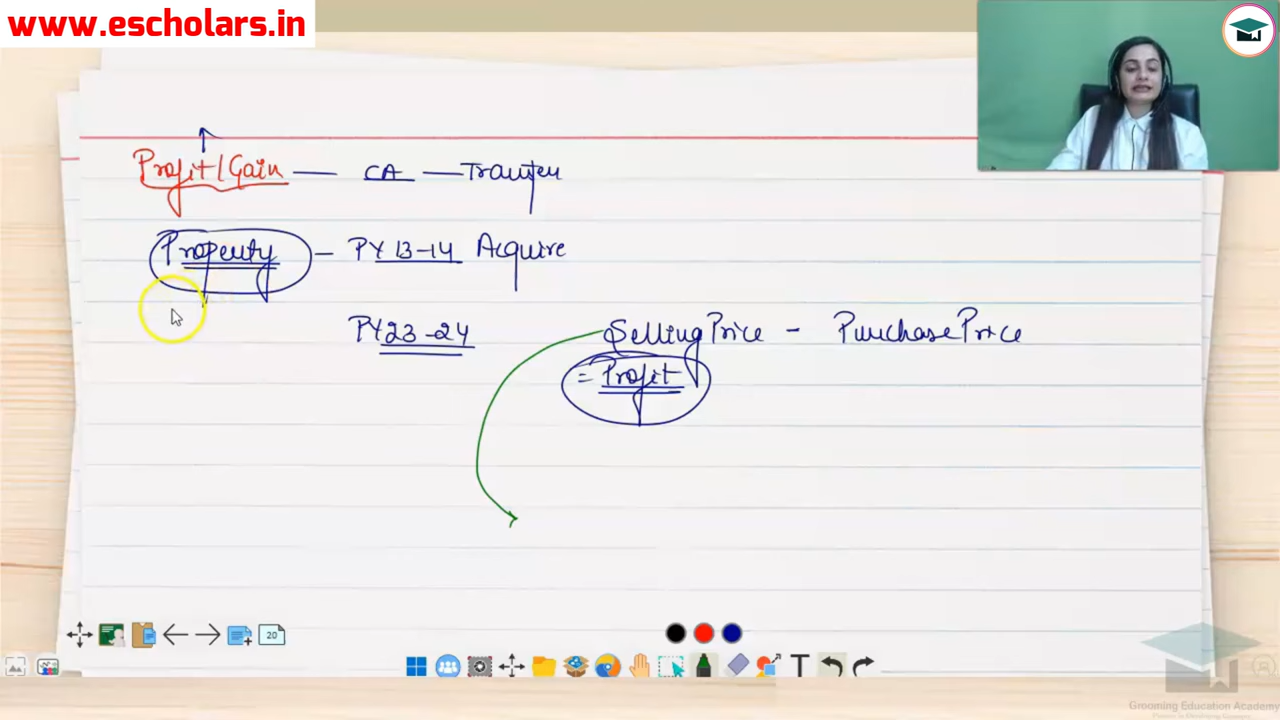 www.escholars.in
Profit/Gain — CA — Transfer
Property — PY 13-14 Acquire
PY 23-24 Selling Price - Purchase Price
= Profit
20
T
Grooming Education Academy